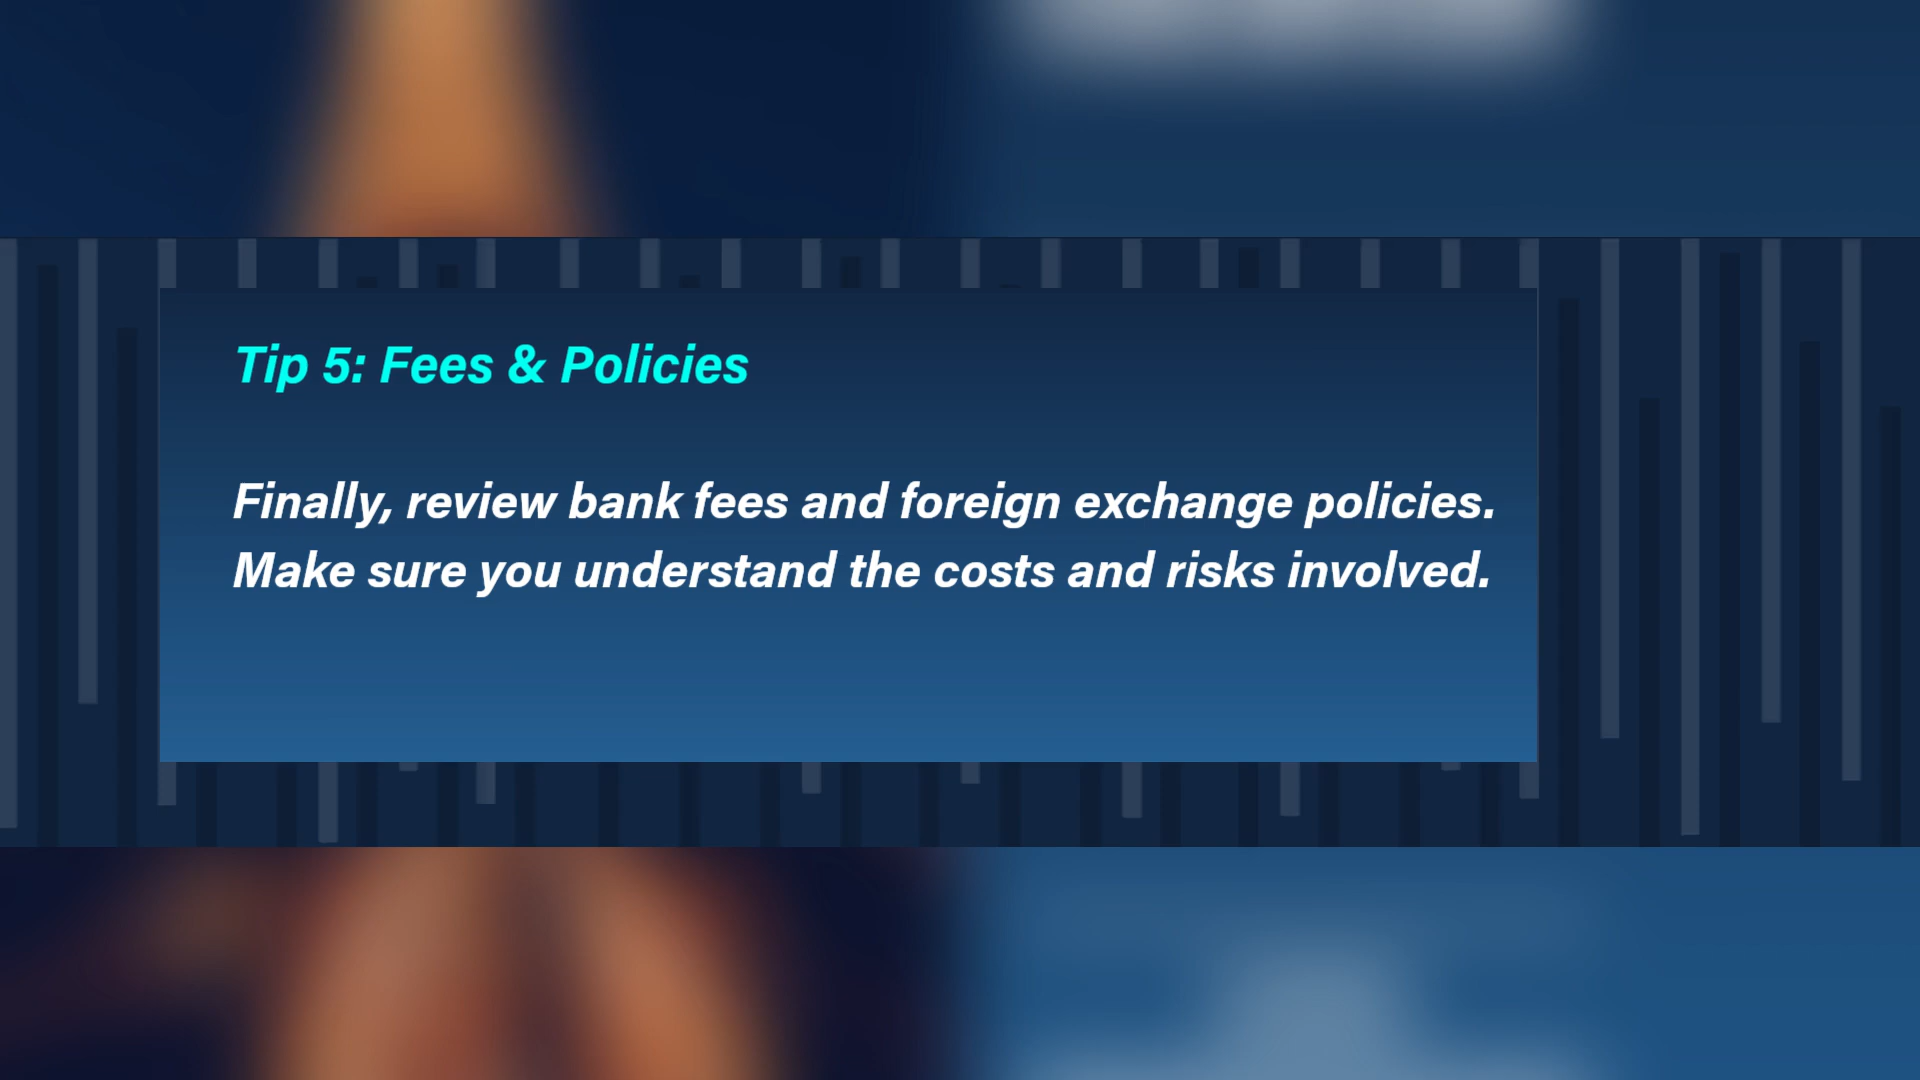 Tip 5: Fees & Policies
Finally, review bank fees and foreign exchange policies.
Make sure you understand the costs and risks involved.